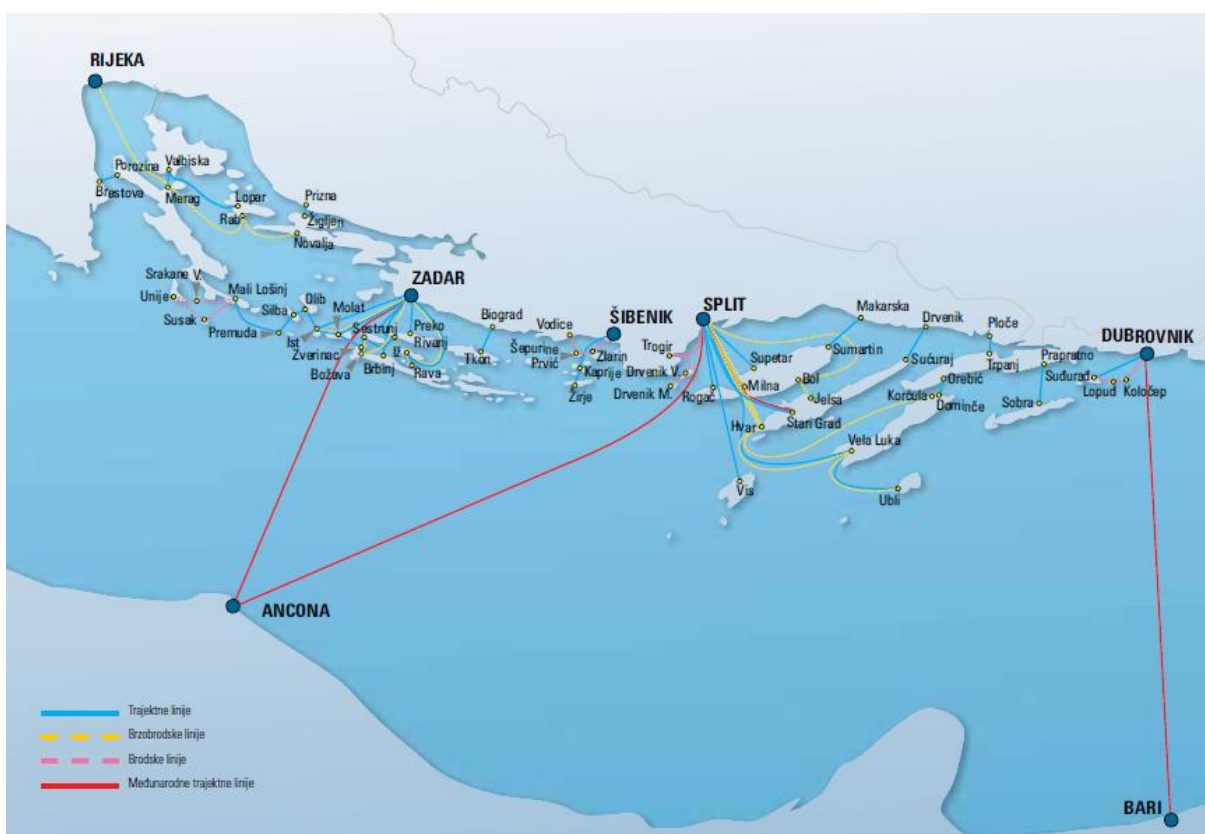 RIJEKA
Porozina
Valbiska
Brestova
Merag
Lopar
Prizna
Rab
Žigljen
Novalja
Srakane V.
Unije
Susak
Mali Lošinj
Silba
Olib
Premuda
Ist
Molat
ZADAR
Sestrunj
Zverinac
Božava
Brbinj
Preko
Rivanj
Iž
Rava
Biograd
Tkon
Vodice
ŠIBENIK
Šepurine
Prvić
Zlarin
Kaprije
Žirje
SPLIT
Trogir
Drvenik V.
Drvenik M.
Rogač
Supetar
Milna
Hvar
Stari Grad
Bol
Jelsa
Sumartin
Makarska
Drvenik
Sućuraj
Vis
Vela Luka
Ubli
Korčula
Orebić
Dominče
Ploče
Trpanj
Prapratno
Sobra
Suđurađ
Lopud
Koločep
DUBROVNIK
ANCONA
BARI
Trajektne linije
Brzobrodske linije
Brodske linije
Međunarodne trajektne linije